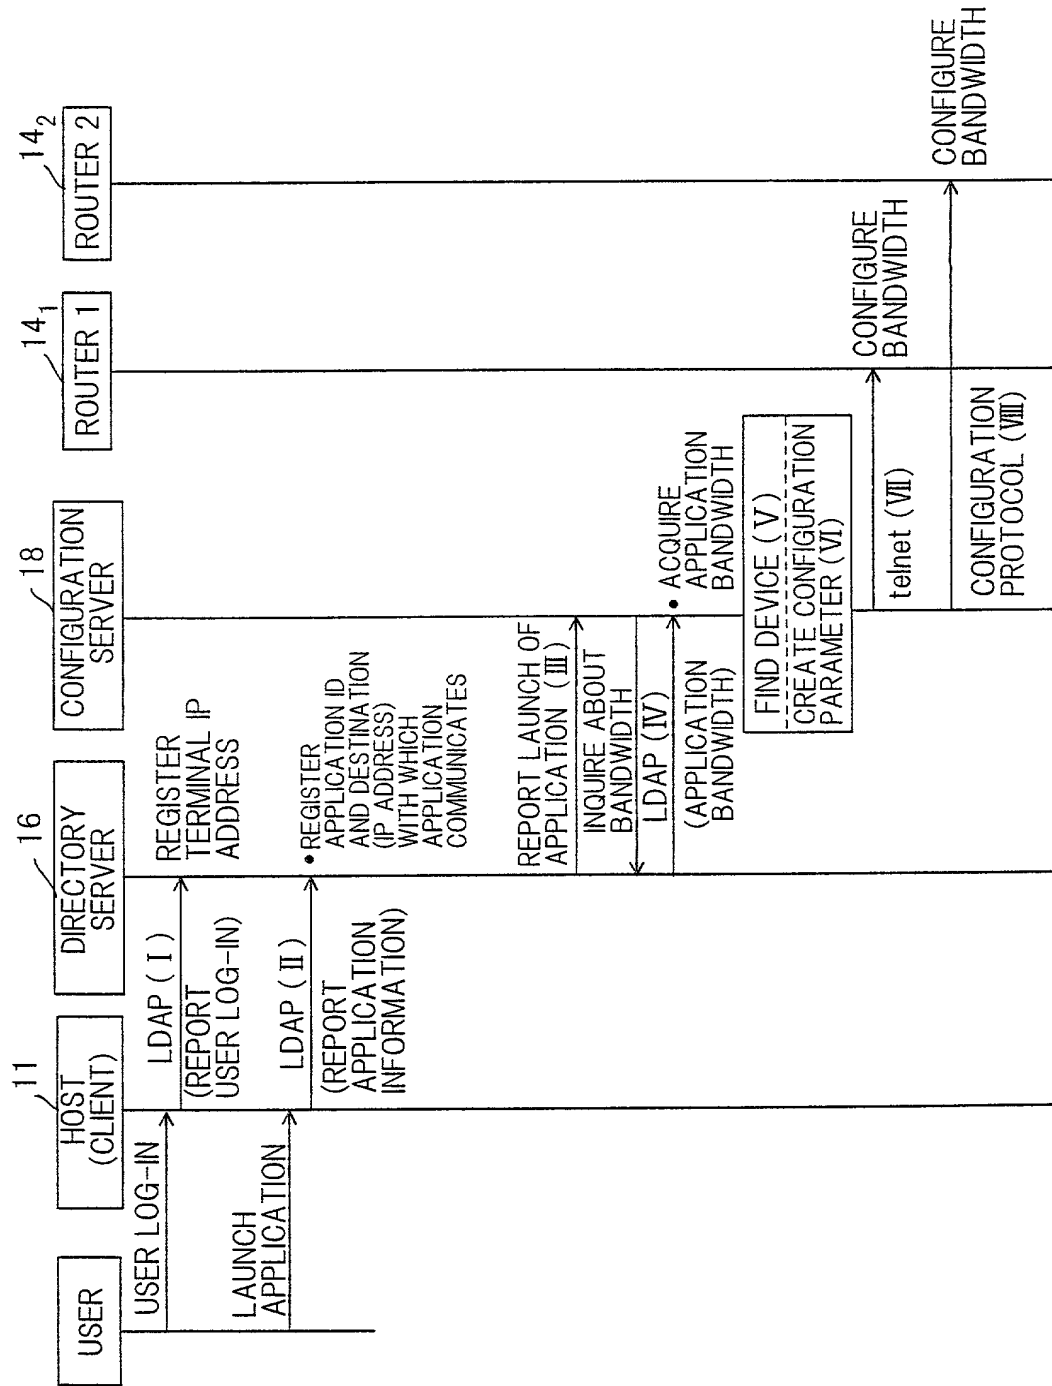 USER
11
HOST
(CLIENT)
16
DIRECTORY
SERVER
18
CONFIGURATION
SERVER
14₁
ROUTER 1
14₂
ROUTER 2
USER LOG-IN
LDAP (Ⅰ)
(REPORT
USER LOG-IN)
REGISTER
TERMINAL IP
ADDRESS
LAUNCH
APPLICATION
LDAP (Ⅱ)
(REPORT
APPLICATION
INFORMATION)
• REGISTER
APPLICATION ID
AND DESTINATION
(IP ADDRESS)
WITH WHICH
APPLICATION
COMMUNICATES
REPORT LAUNCH OF
APPLICATION (Ⅲ)
INQUIRE ABOUT
BANDWIDTH
LDAP (Ⅳ)
(APPLICATION
BANDWIDTH)
• ACQUIRE
APPLICATION
BANDWIDTH
FIND DEVICE (Ⅴ)
CREATE CONFIGURATION
PARAMETER (Ⅵ)
telnet (Ⅶ)
CONFIGURE
BANDWIDTH
CONFIGURATION
PROTOCOL (Ⅷ)
CONFIGURE
BANDWIDTH